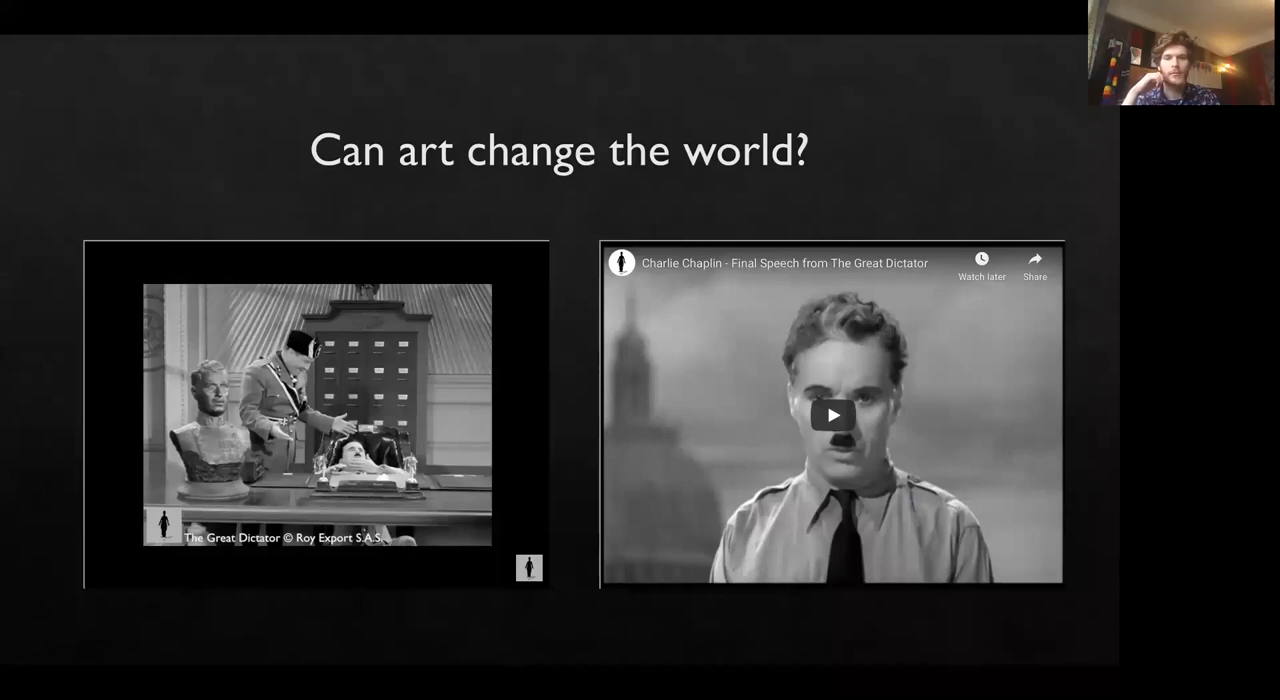 Can art change the world?
The Great Dictator © Roy Export S.A.S.
Charlie Chaplin - Final Speech from The Great Dictator
Watch later
Share